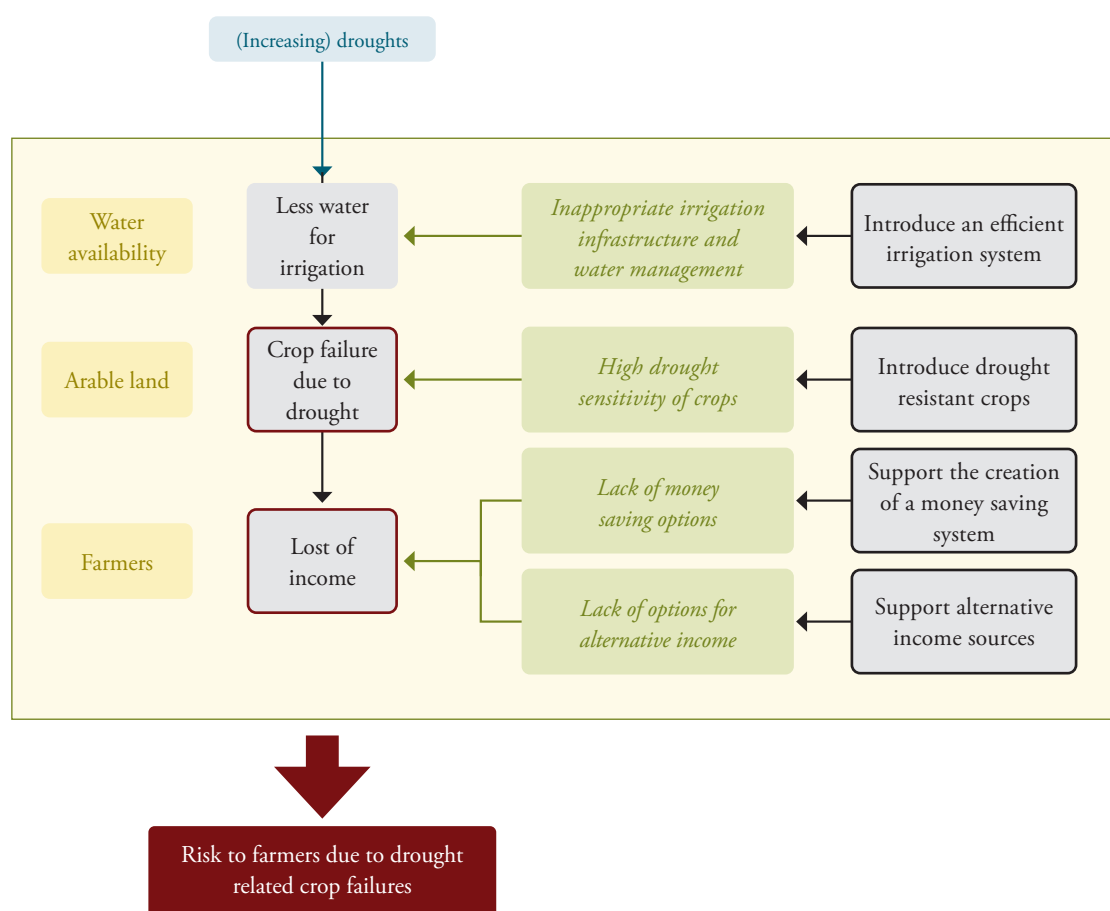 (Increasing) droughts
Water
availability
Less water
for
irrigation
Inappropriate irrigation
infrastructure and
water management
Introduce an efficient
irrigation system
Arable land
Crop failure
due to
drought
High drought
sensitivity of crops
Introduce drought
resistant crops
Farmers
Lost of
income
Lack of money
saving options
Support the creation
of a money saving
system
Lack of options for
alternative income
Support alternative
income sources
Risk to farmers due to drought
related crop failures